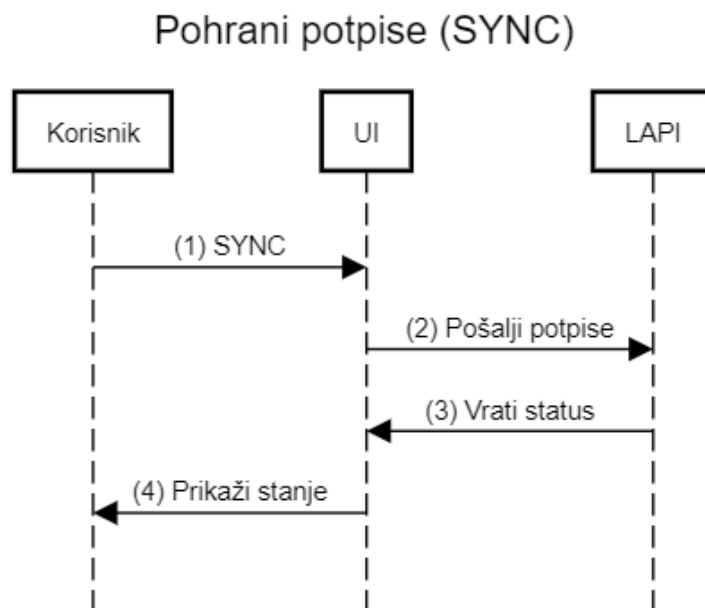 Pohrani potpise (SYNC)
Korisnik
UI
LAPI
(1) SYNC
(2) Pošalji potpise
(3) Vrati status
(4) Prikaži stanje